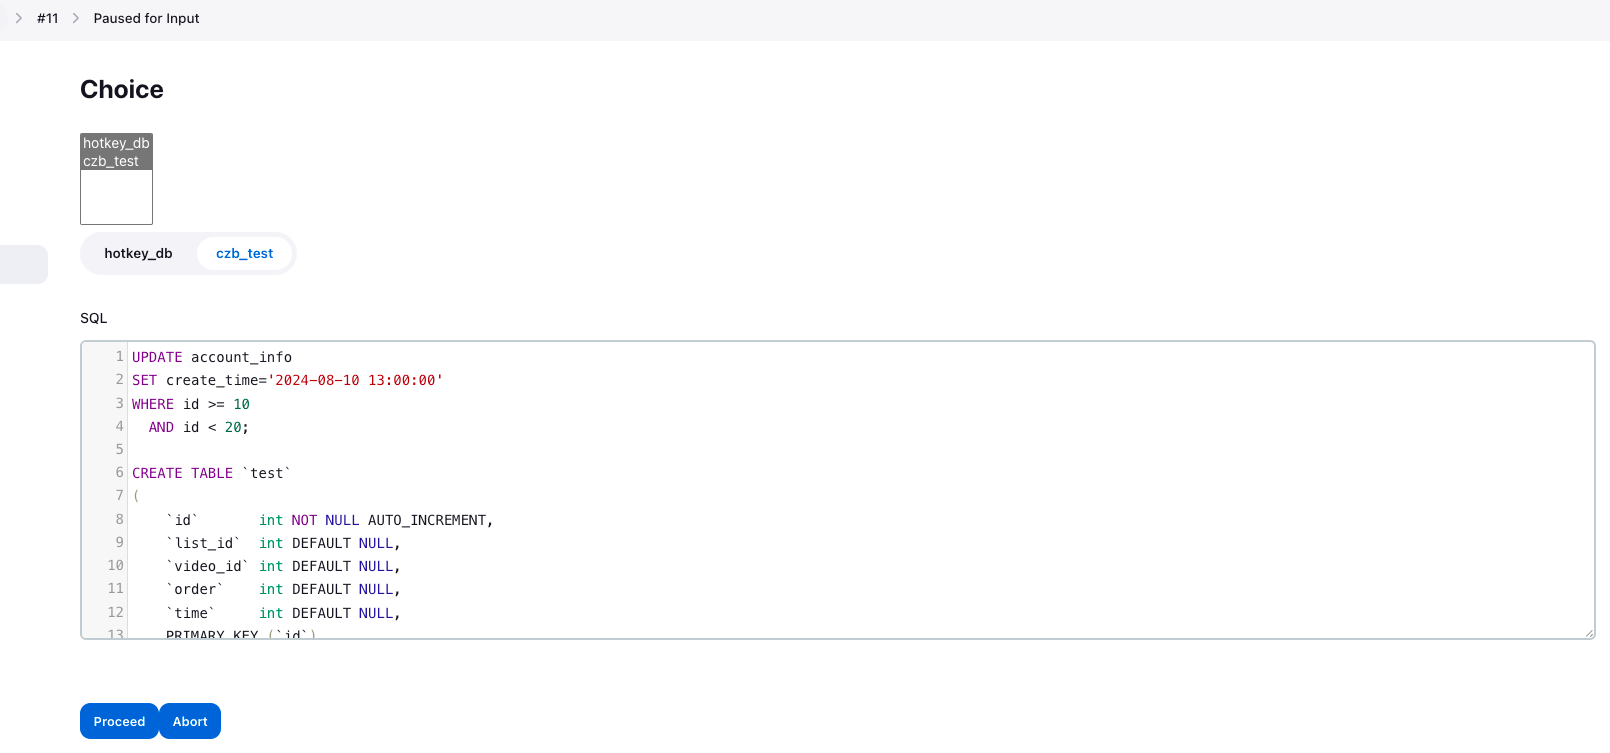 #11 Paused for Input
Choice
hotkey_db
czb_test
hotkey_db czb_test
SQL
1 UPDATE account_info
2 SET create_time='2024-08-10 13:00:00'
3 WHERE id >= 10
4 AND id < 20;
5
6 CREATE TABLE `test`
7 (
8 `id` int NOT NULL AUTO_INCREMENT,
9 `list_id` int DEFAULT NULL,
10 `video_id` int DEFAULT NULL,
11 `order` int DEFAULT NULL,
12 `time` int DEFAULT NULL,
13 PRIMARY KEY (`id`)
Proceed Abort